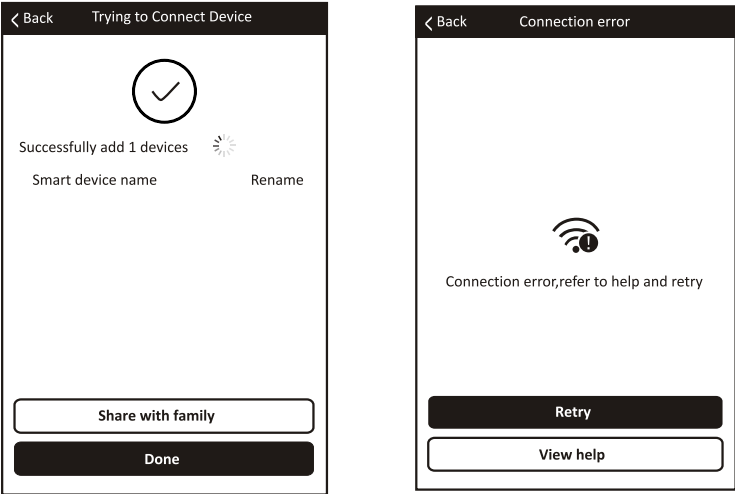 Back Trying to Connect Device
Successfully add 1 devices
Smart device name Rename
Share with family
Done
Back Connection error
Connection error,refer to help and retry
Retry
View help